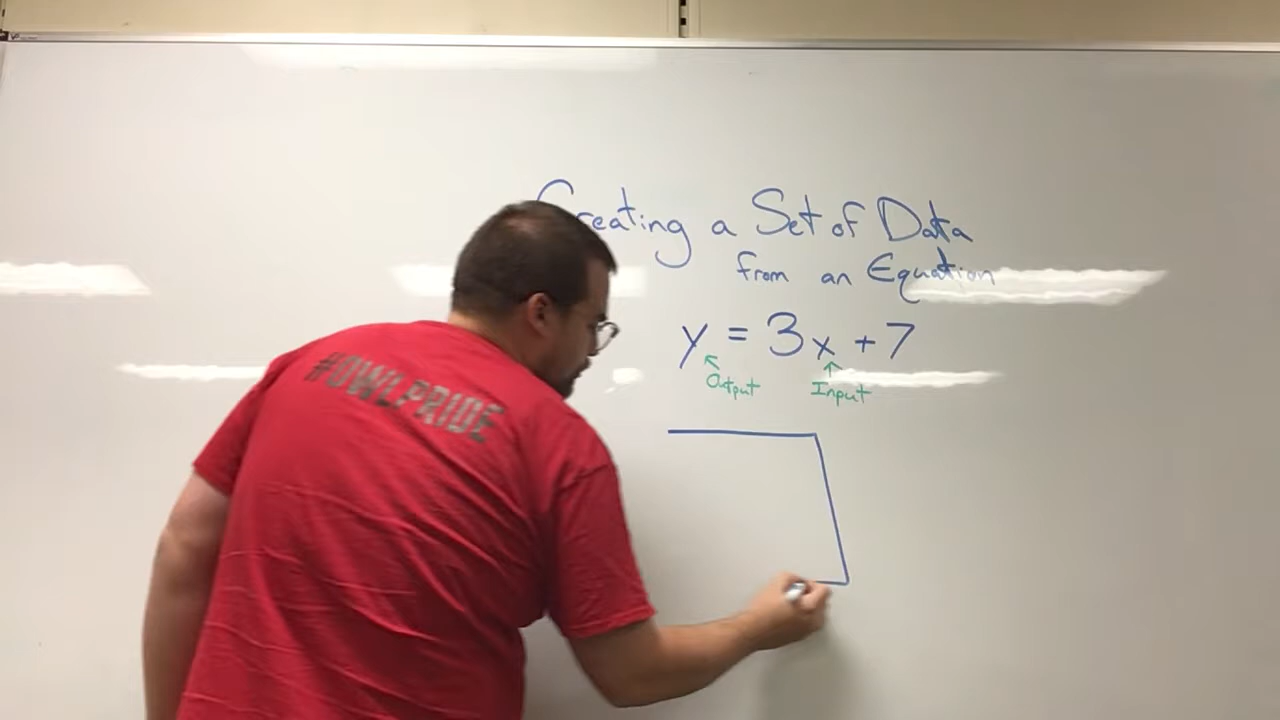 Creating a Set of Data
from an Equation
y = 3x + 7
Output Input
#OWLPRIDE